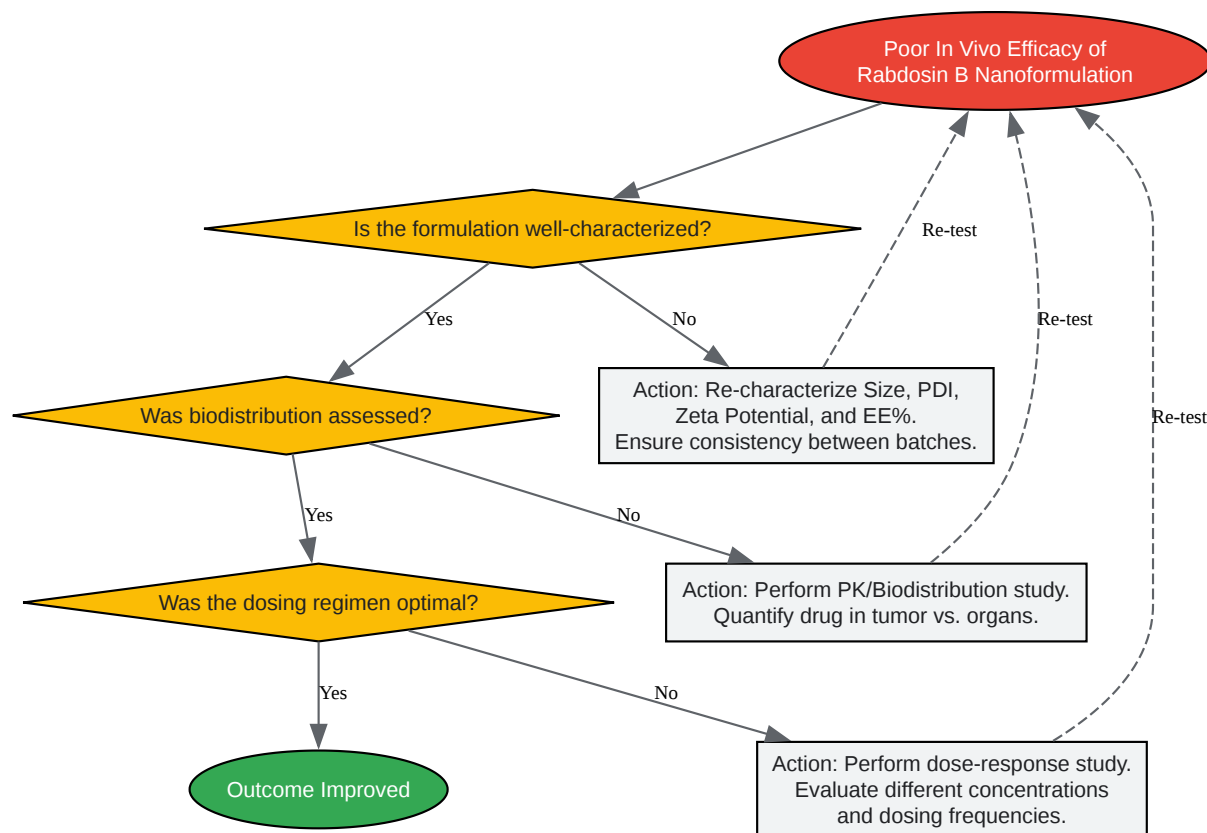 Poor In Vivo Efficacy of
Rabdosin B Nanoformulation
Is the formulation well-characterized?
Re-test
Yes
No
Re-test
Action: Re-characterize Size, PDI,
Zeta Potential, and EE%.
Ensure consistency between batches.
Was biodistribution assessed?
Re-test
Yes
No
Action: Perform PK/Biodistribution study.
Quantify drug in tumor vs. organs.
Was the dosing regimen optimal?
Yes
No
Action: Perform dose-response study.
Evaluate different concentrations
and dosing frequencies.
Outcome Improved